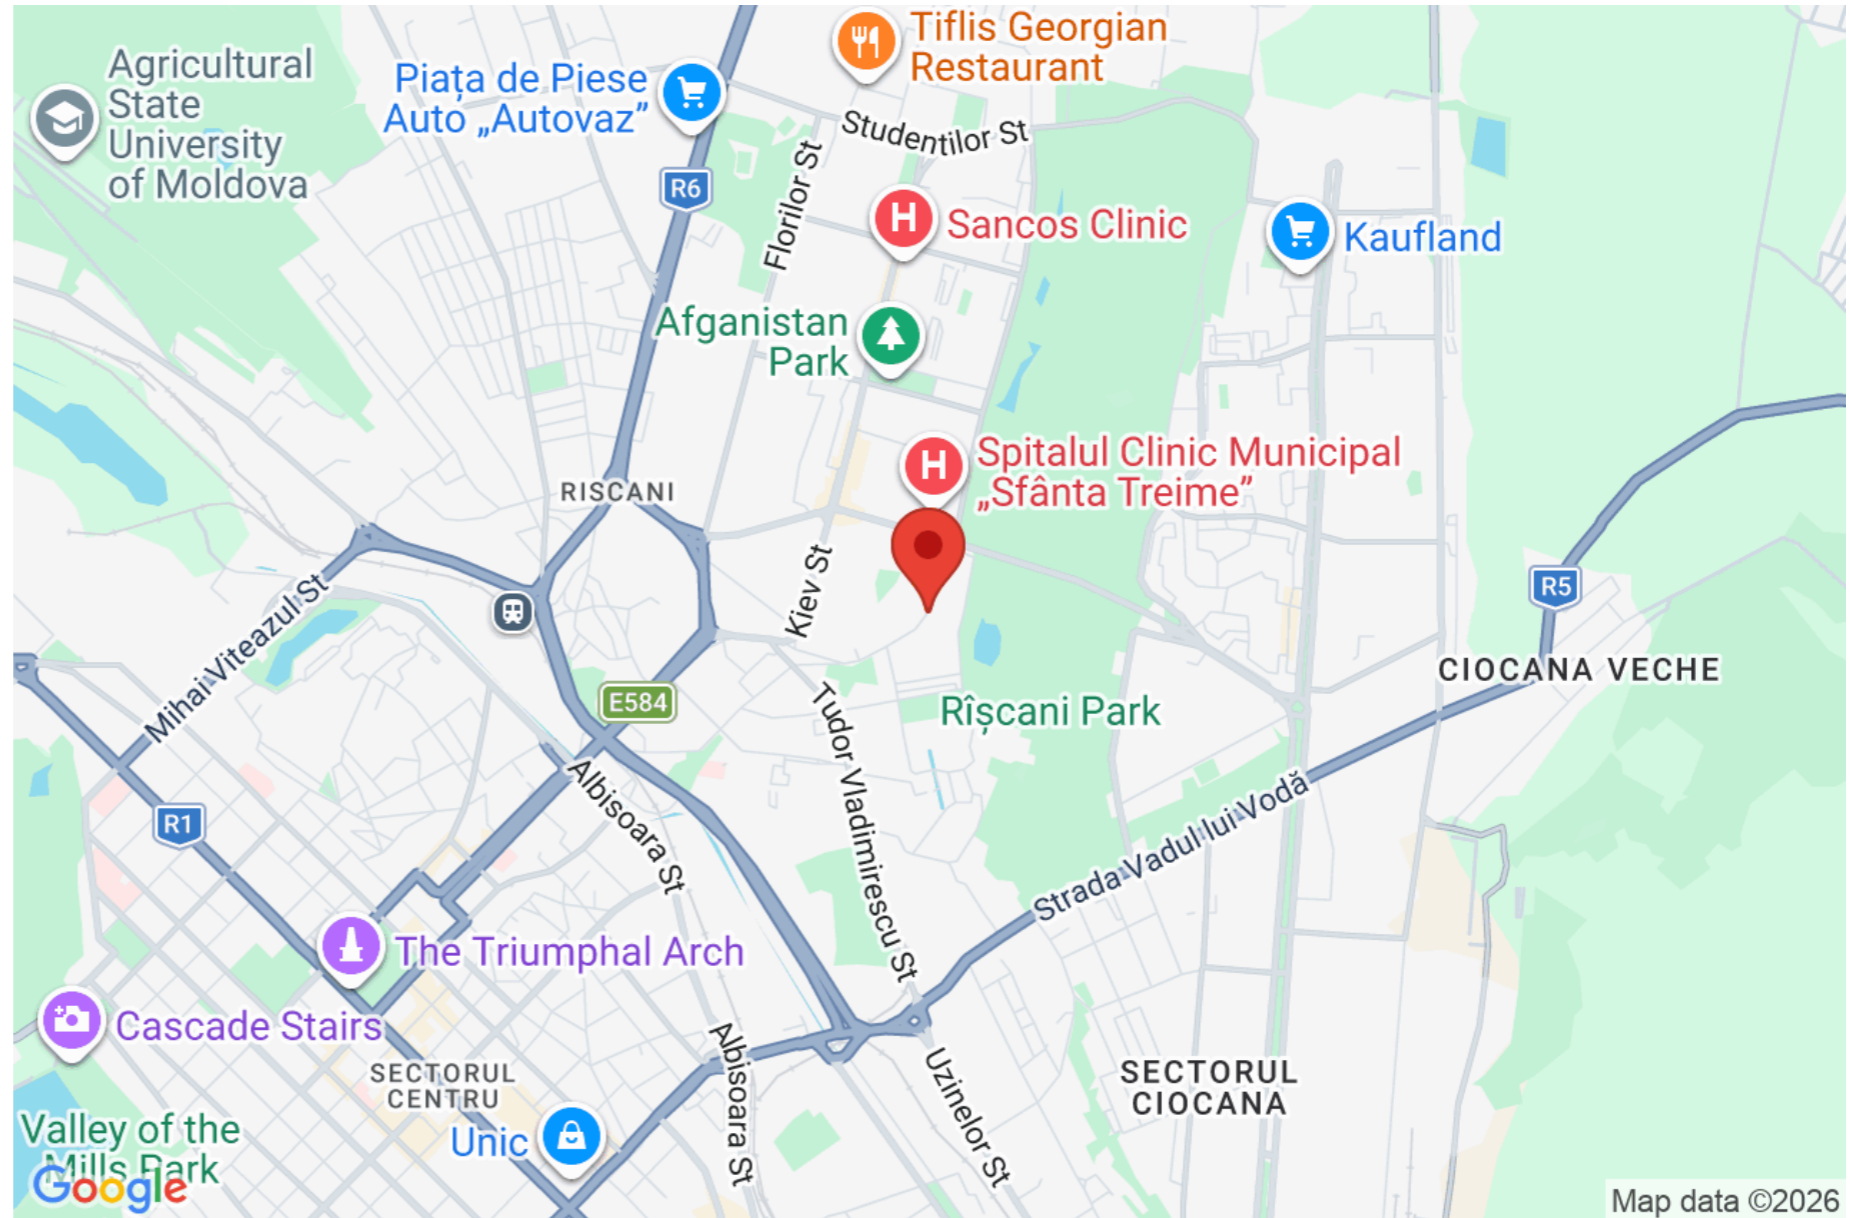 Tiflis Georgian
Restaurant
Agricultural
State
University
of Moldova
Piața de Piese
Auto „Autovaz”
Studentilor St
R6
Florilor St
Sancos Clinic
Kaufland
Afganistan
Park
Spitalul Clinic Municipal
„Sfânta Treime”
RISCANI
Kiev St
Mihai Viteazul St
R5
CIOCANA VECHE
E584
Rîșcani Park
Tudor Vladimirescu St
Albisoara St
R1
Strada Vadul lui Vodă
The Triumphal Arch
Cascade Stairs
SECTORUL
CENTRU
Albisoara St
Uzinelor St
SECTORUL
CIOCANA
Valley of the
Mills Park
Unic
Google
Map data ©2026